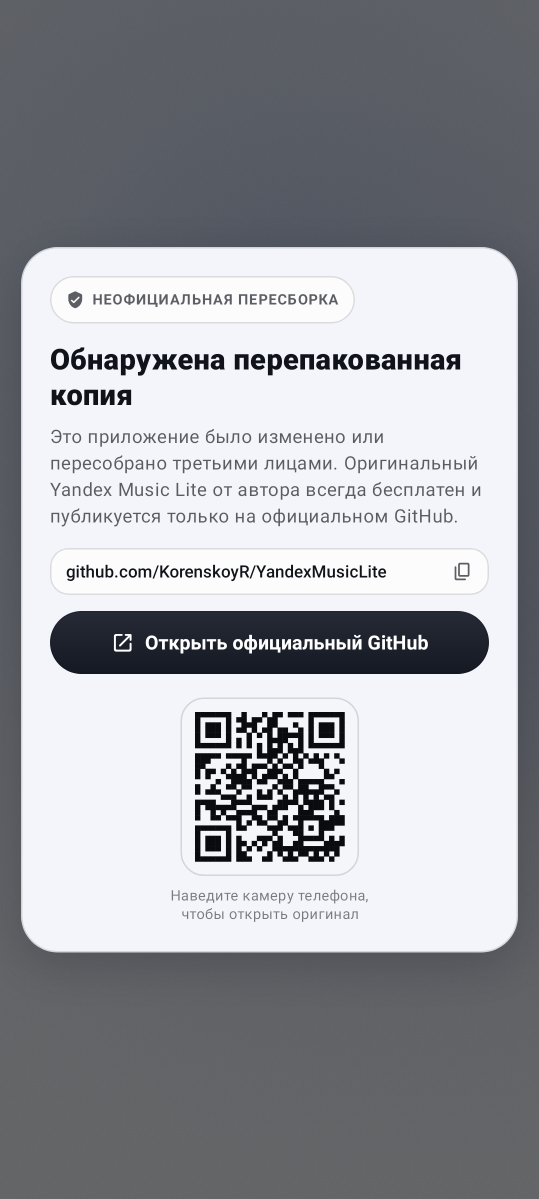 НЕОФИЦИАЛЬНАЯ ПЕРЕСБОРКА
Обнаружена перепакованная
копия
Это приложение было изменено или
пересобрано третьими лицами. Оригинальный
Yandex Music Lite от автора всегда бесплатен и
публикуется только на официальном GitHub.
github.com/KorenskoyR/YandexMusicLite
Открыть официальный GitHub
Наведите камеру телефона,
чтобы открыть оригинал